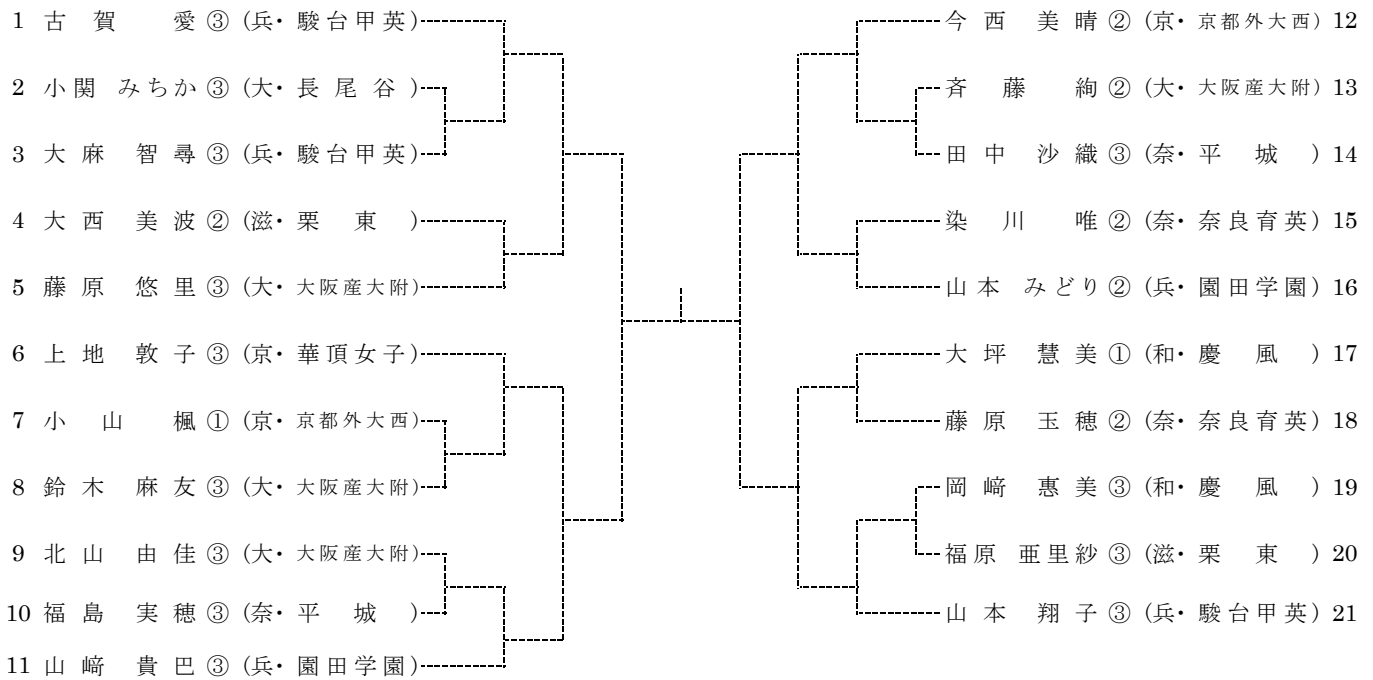 1 古賀 愛 ③ (兵・駿台甲英)
2 小関 みちか ③ (大・長尾谷)
3 大麻 智尋 ③ (兵・駿台甲英)
4 大西 美波 ② (滋・栗東)
5 藤原 悠里 ③ (大・大阪産大附)
6 上地 敦子 ③ (京・華頂女子)
7 小山 楓 ① (京・京都外大西)
8 鈴木 麻友 ③ (大・大阪産大附)
9 北山 由佳 ③ (大・大阪産大附)
10 福島 実穂 ③ (奈・平城)
11 山﨑 貴巴 ③ (兵・園田学園)
今西 美晴 ② (京・京都外大西) 12
斉藤 絢 ② (大・大阪産大附) 13
田中 沙織 ③ (奈・平城) 14
染川 唯 ② (奈・奈良育英) 15
山本 みどり ② (兵・園田学園) 16
大坪 慧美 ① (和・慶風) 17
藤原 玉穂 ② (奈・奈良育英) 18
岡﨑 惠美 ③ (和・慶風) 19
福原 亜里紗 ③ (滋・栗東) 20
山本 翔子 ③ (兵・駿台甲英) 21